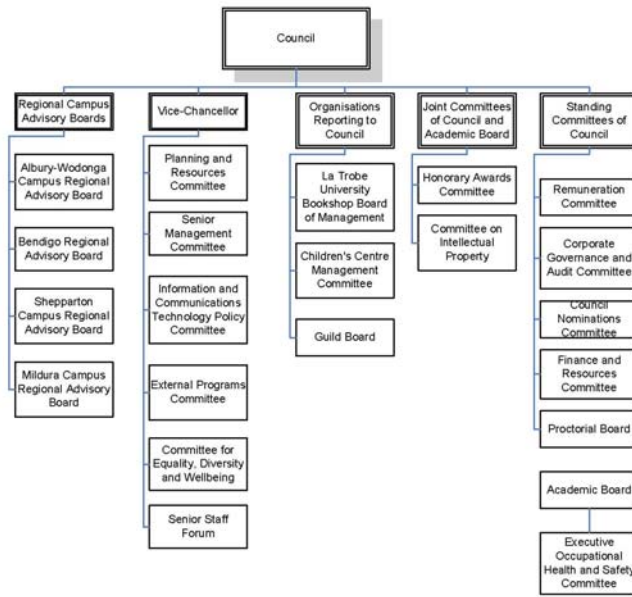 Council
Regional Campus
Advisory Boards
Albury-Wodonga
Campus Regional
Advisory Board
Bendigo Regional
Advisory Board
Shepparton
Campus Regional
Advisory Board
Mildura Campus
Regional Advisory
Board
Vice-Chancellor
Planning and
Resources
Committee
Senior
Management
Committee
Information and
Communications
Technology Policy
Committee
External Programs
Committee
Committee for
Equality, Diversity
and Wellbeing
Senior Staff
Forum
Organisations
Reporting to
Council
La Trobe
University
Bookshop Board
of Management
Children's Centre
Management
Committee
Guild Board
Joint Committees
of Council and
Academic Board
Honorary Awards
Committee
Committee on
Intellectual
Property
Standing
Committees of
Council
Remuneration
Committee
Corporate
Governance and
Audit Committee
Council
Nominations
Committee
Finance and
Resources
Committee
Proctorial Board
Academic Board
Executive
Occupational
Health and Safety
Committee